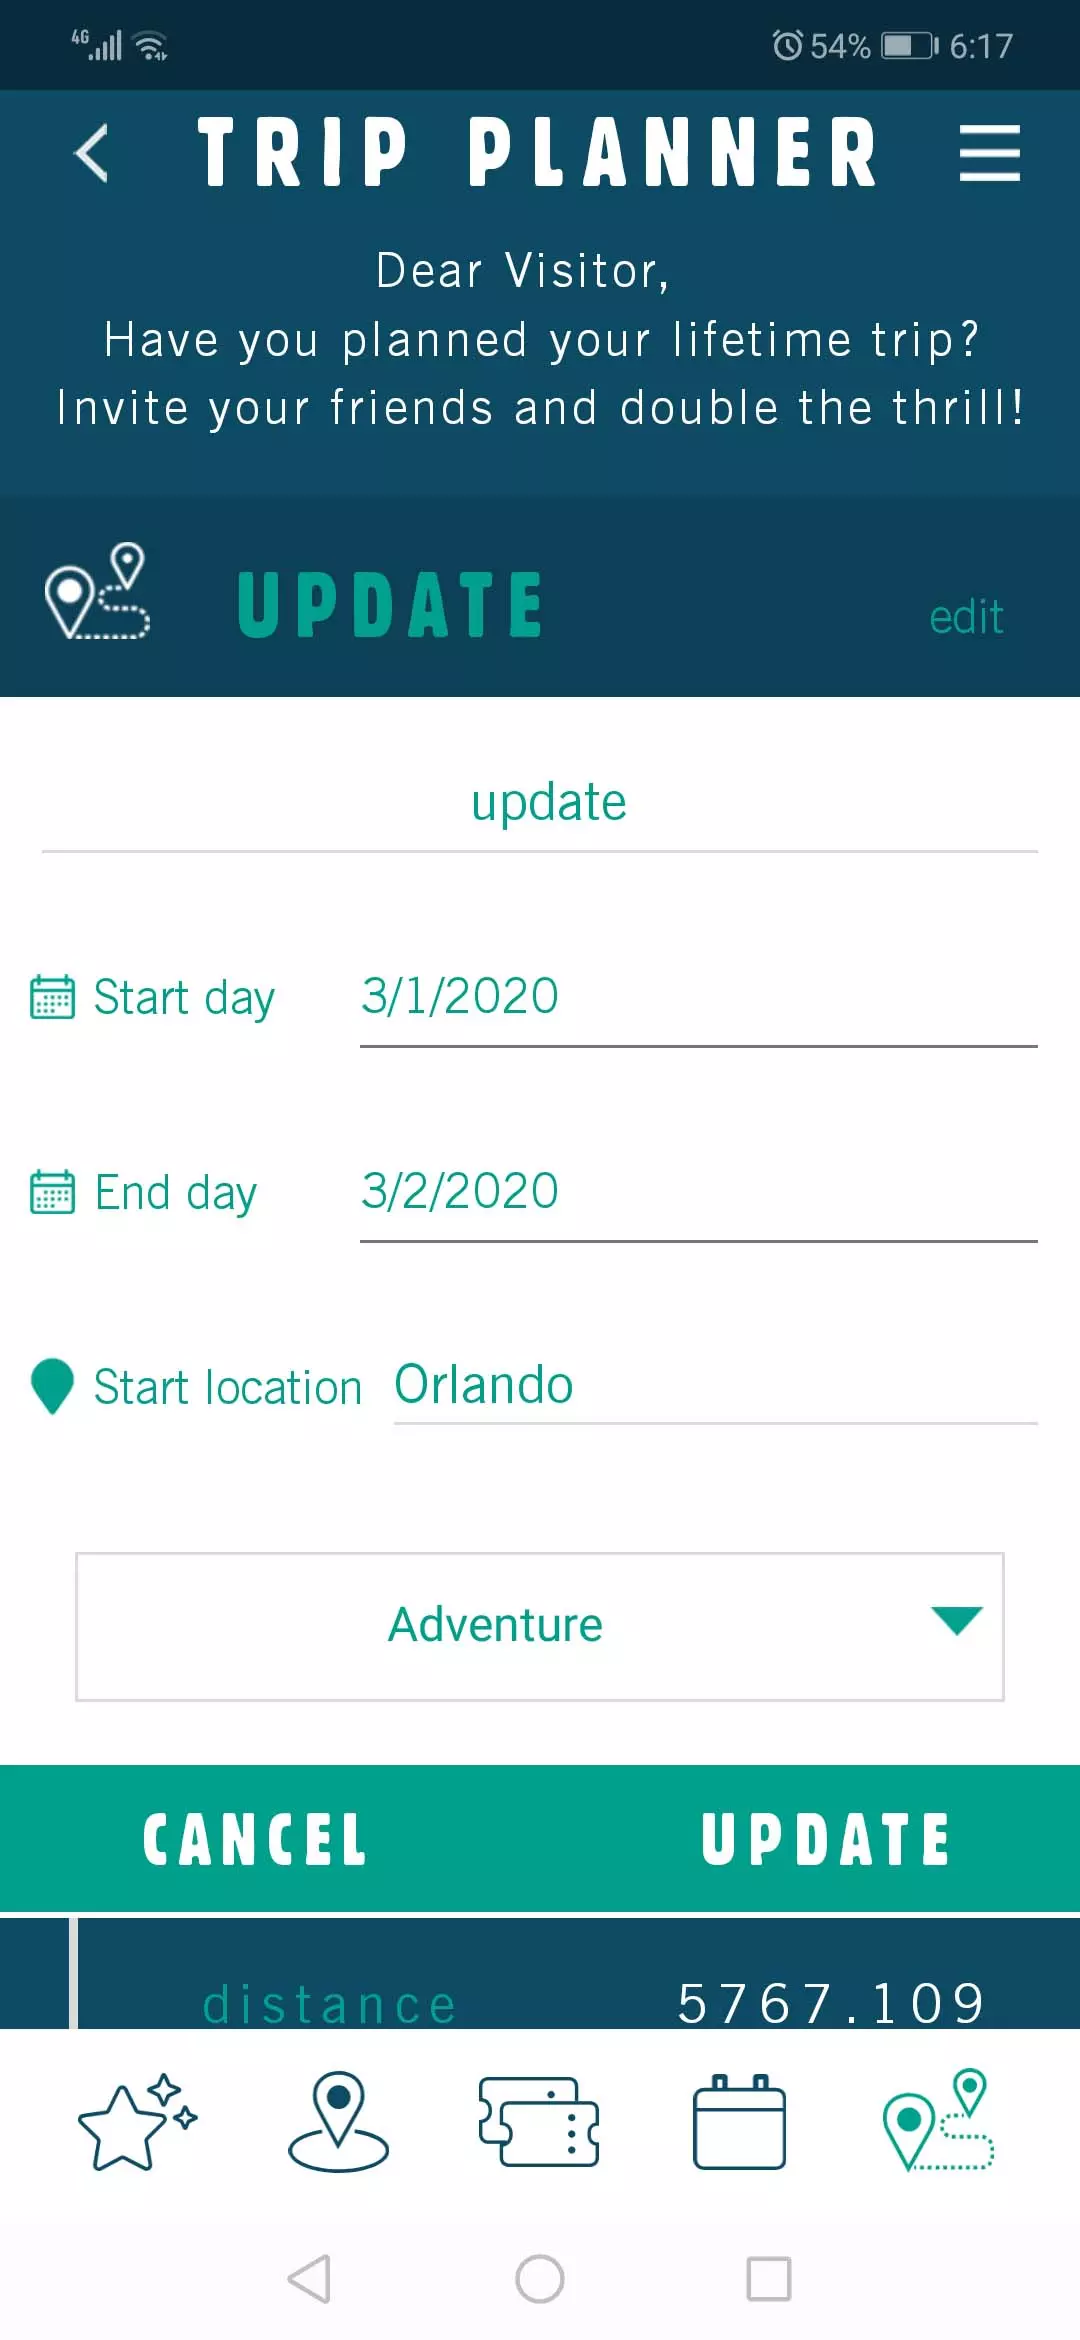 4G 54% 6:17
TRIP PLANNER
Dear Visitor,
Have you planned your lifetime trip?
Invite your friends and double the thrill!
UPDATE edit
update
Start day 3/1/2020
End day 3/2/2020
Start location Orlando
Adventure
CANCEL UPDATE
distance 5767.109